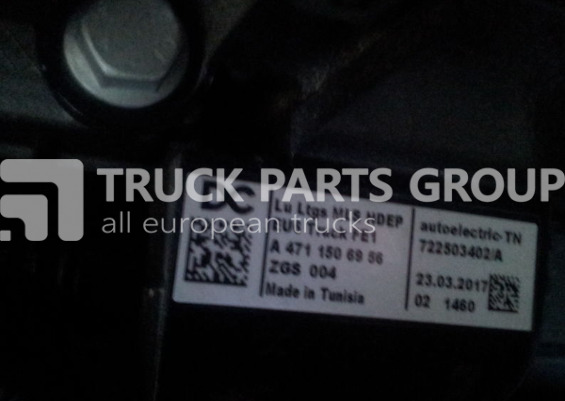 TRUCK PARTS GROUP
all european trucks
A 471 150 69 56
ZGS 004
Made in Tunisia
autoelectric-TN
722503402/A
23.03.2017
02 1460